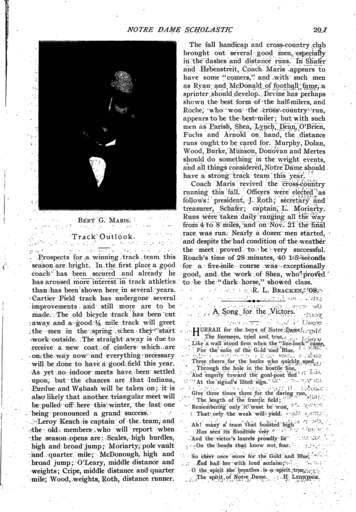 NOTRE DAME SCHOLASTIC 201
BERT G. MARIS.
Track Outlook.
Prospects for a winning track team this
season are bright. In the first place a good
coach has been secured and already he
has aroused more interest in track athletics
than has been shown here in several years.
Cartier Field track has undergone several
improvements and still more are to be
made. The old bicycle track has been cut
away and a good ¼ mile track will greet
the men in the spring when they start
work outside. The straight away is due to
receive a new coat of cinders which are
on the way now and everything necessary
will be done to have a good field this year.
As yet no indoor meets have been settled
upon, but the chances are that Indiana,
Purdue and Wabash will be taken on; it is
also likely that another triangular meet will
be pulled off here this winter, the last one
being pronounced a grand success.
Leroy Keach is captain of the team, and
the old members who will report when
the season opens are: Scales, high hurdles,
high and broad jump; Moriarty, pole vault
and quarter mile; McDonough, high and
broad jump; O'Leary, middle distance and
weights; Cripe, middle distance and quarter
mile; Wood, weights, Roth, distance runner.
The fall handicap and cross-country club
brought out several good men, especially
in the dashes and distance runs. In Shafer
and Hebenstreit, Coach Maris appears to
have some "comers," and with such men
as Ryan and McDonald of football fame, a
sprinter should develop. Devine has perhaps
shown the best form of the half-milers, and
Roche, who won the cross-country run,
appears to be the best miler; but with such
men as Parish, Shea, Lynch, Dean, O'Brien,
Fuchs and Arnold on hand, the distance
runs ought to be cared for. Murphy, Dolan,
Wood, Burke, Munson, Donovan and Mertes
should do something in the weight events,
and all things considered, Notre Dame should
have a strong track team this year.
Coach Maris revived the cross-country
running this fall. Officers were elected as
follows: president, J. Roth; secretary and
treasurer, Schafer; captain, L. Moriarty.
Runs were taken daily ranging all the way
from 4 to 8 miles, and on Nov. 21 the final
race was run. Nearly a dozen men started,
and despite the bad condition of the weather
the meet proved to be very successful.
Roach's time of 28 minutes, 40 1-5 seconds
for a five-mile course was exceptionally
good, and the work of Shea, who proved
to be the "dark horse," showed class.
R. L. BRACKEN, '08.
A Song for the Victors.
HURRAH for the boys of Notre Dame,
The foursome, tried and true,
Like a wall stood firm when the "line-buck" came,
For the sake of the Gold and Blue.
Three cheers for the backs who quickly sped
Through the hole in the hostile line,
And eagerly toward the goal-post fled
At the signal's lifted sign.
Give three times three for the daring run,
The length of the frantic field;
Remembering only it must be won,
That only the weak will yield.
Ah! many a team that boasted high
Has seen its floodtide veer
And the victor's laurels proudly lie
On the heads that know not fear.
So cheer once more for the Gold and Blue,
And hail her with loud acclaim;
O the spirit she breathes is a spirit true,
The spirit of Notre Dame.